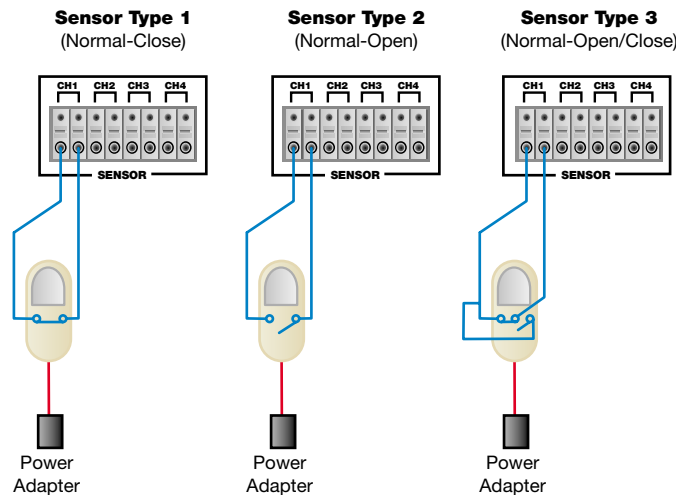 Sensor Type 1
(Normal-Close)
CH1 CH2 CH3 CH4
SENSOR
Power
Adapter
Sensor Type 2
(Normal-Open)
CH1 CH2 CH3 CH4
SENSOR
Power
Adapter
Sensor Type 3
(Normal-Open/Close)
CH1 CH2 CH3 CH4
SENSOR
Power
Adapter